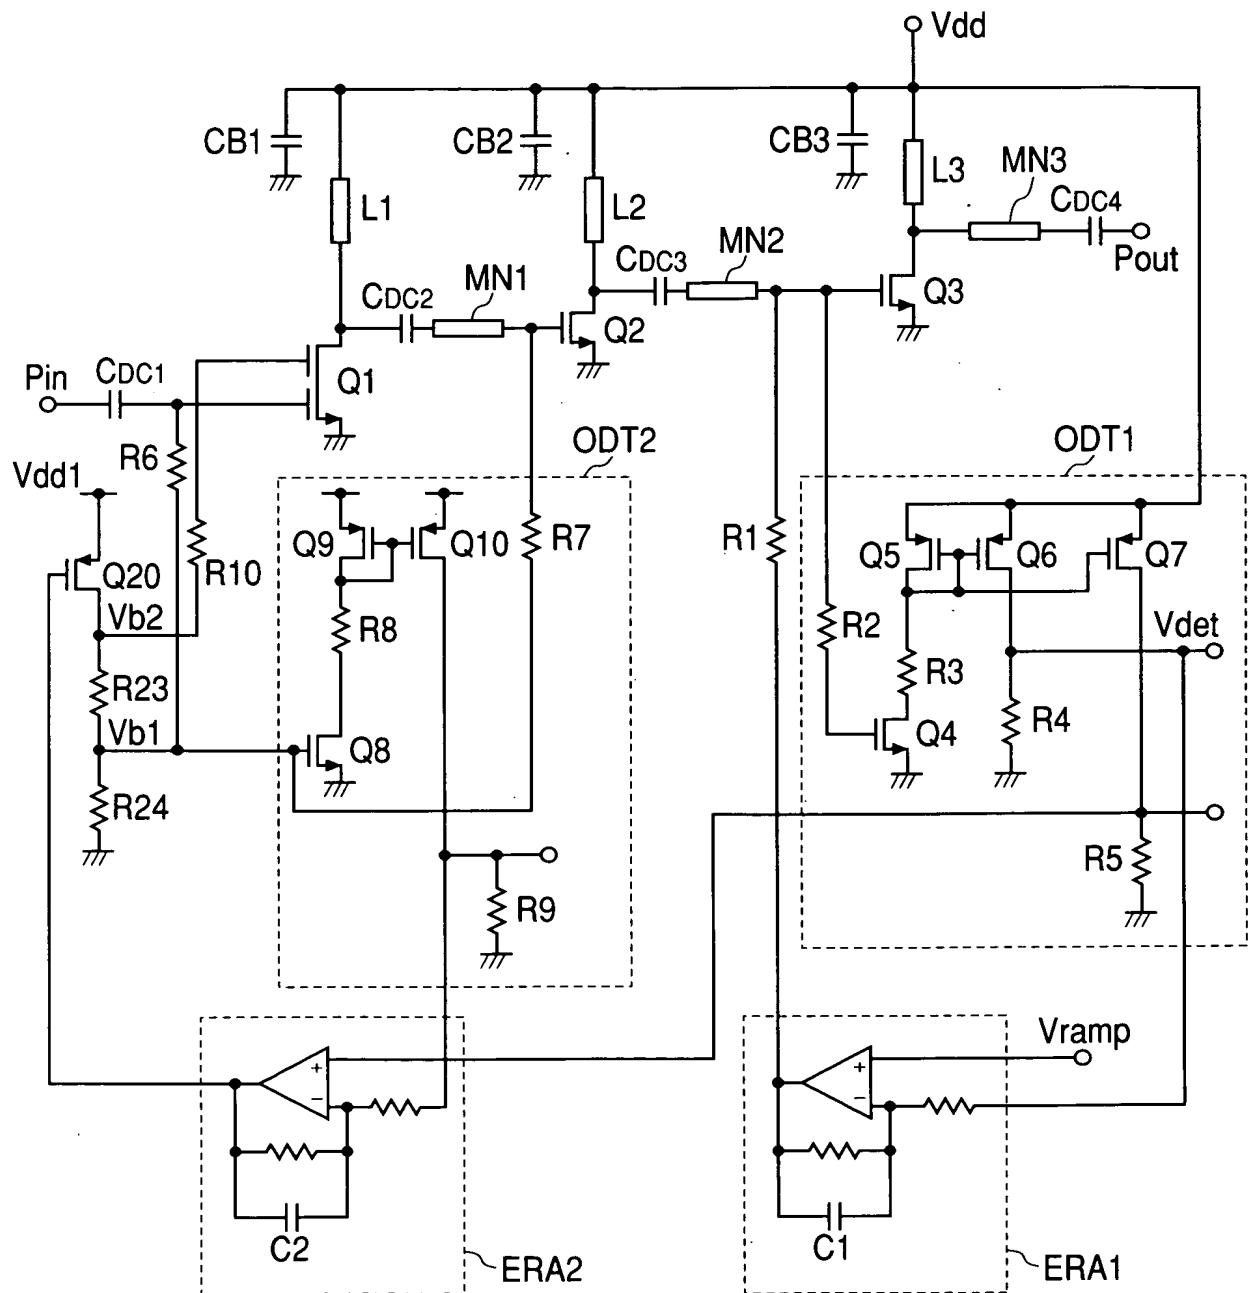 Vdd
CB1
CB2
CB3
L1
L2
L3
MN3
CDC4
Pout
MN2
CDC3
Q3
MN1
CDC2
Q2
Pin
CDC1
Q1
R6
Vdd1
ODT2
ODT1
Q9
Q10
R7
R1
Q5
Q6
Q7
Q20
R10
Vb2
R8
R2
Vdet
R23
R3
Vb1
Q8
Q4
R4
R24
R5
R9
Vramp
+
−
+
−
C2
C1
ERA2
ERA1